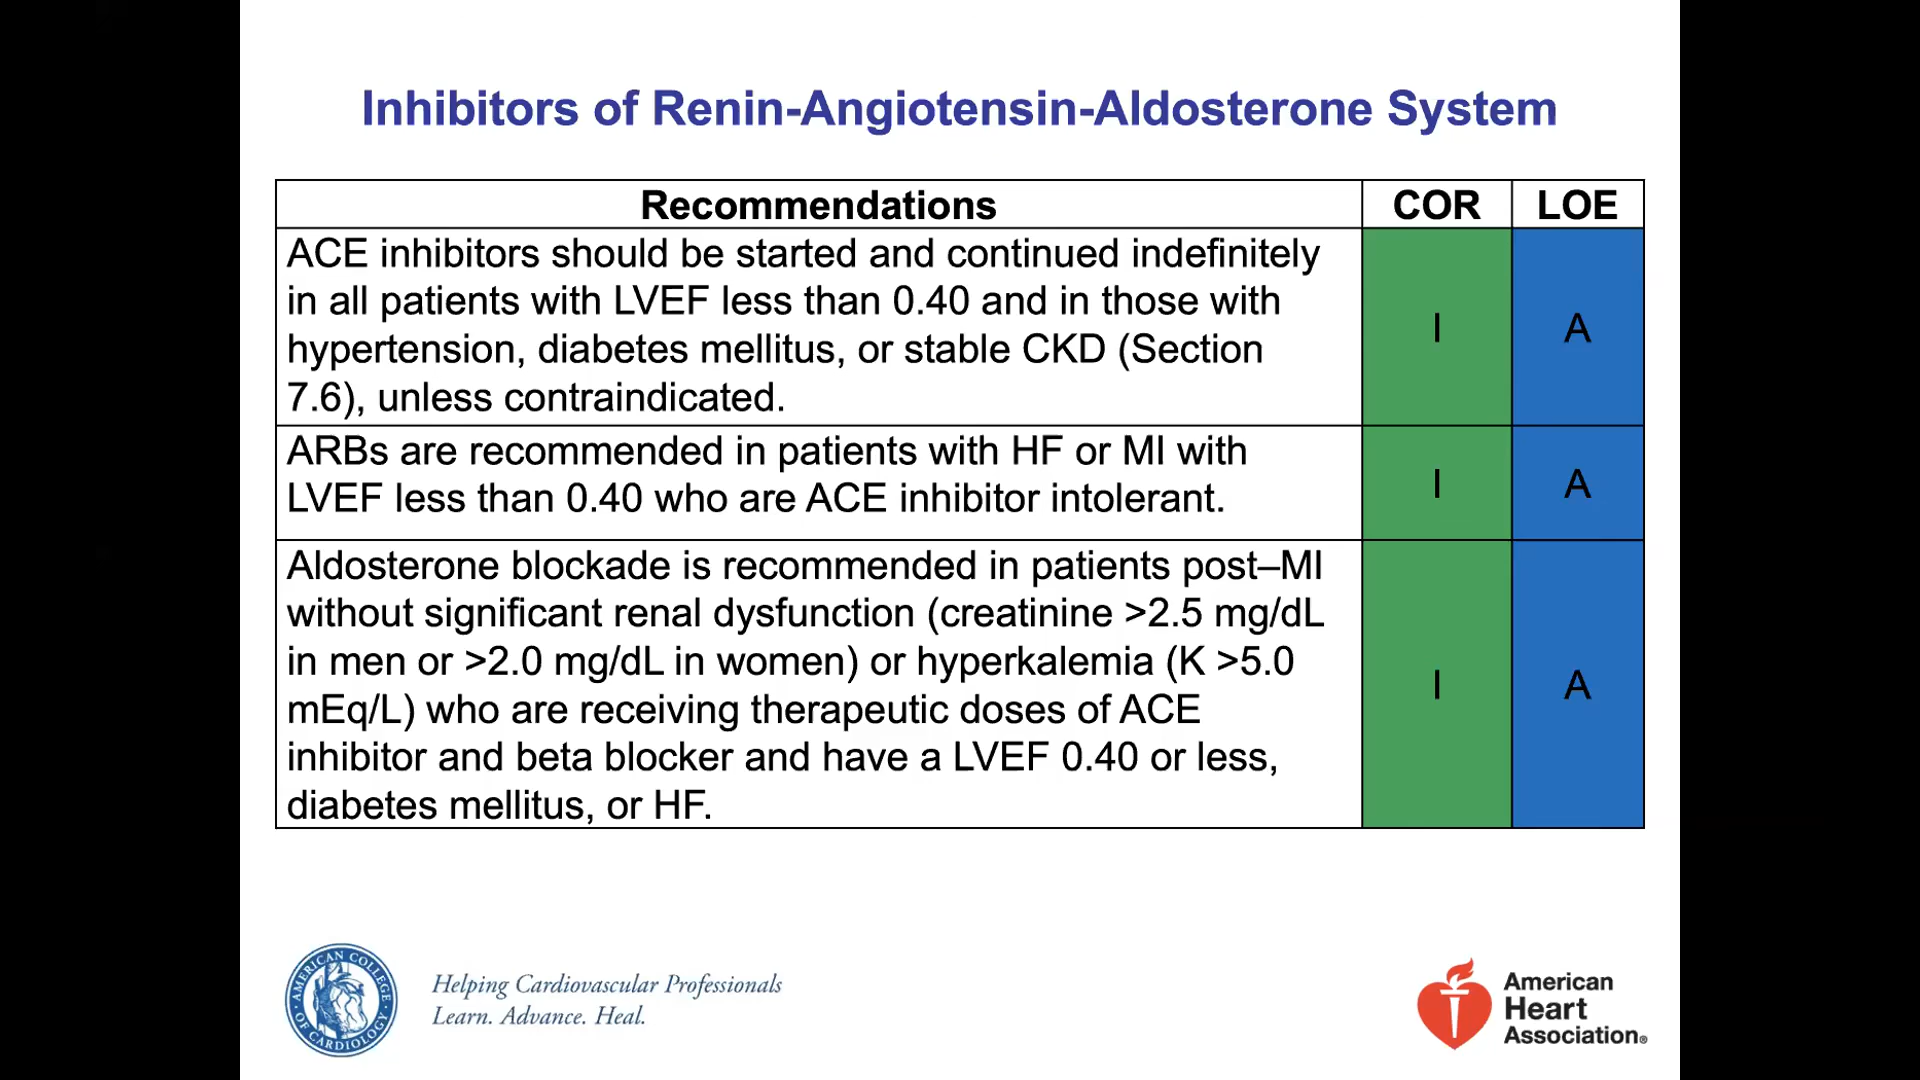 Inhibitors of Renin-Angiotensin-Aldosterone System
Recommendations COR LOE
ACE inhibitors should be started and continued indefinitely
in all patients with LVEF less than 0.40 and in those with
hypertension, diabetes mellitus, or stable CKD (Section
7.6), unless contraindicated.
I A
ARBs are recommended in patients with HF or MI with
LVEF less than 0.40 who are ACE inhibitor intolerant.
I A
Aldosterone blockade is recommended in patients post–MI
without significant renal dysfunction (creatinine >2.5 mg/dL
in men or >2.0 mg/dL in women) or hyperkalemia (K >5.0
mEq/L) who are receiving therapeutic doses of ACE
inhibitor and beta blocker and have a LVEF 0.40 or less,
diabetes mellitus, or HF.
I A
AMERICAN COLLEGE OF CARDIOLOGY
Helping Cardiovascular Professionals
Learn. Advance. Heal.
American
Heart
Association®